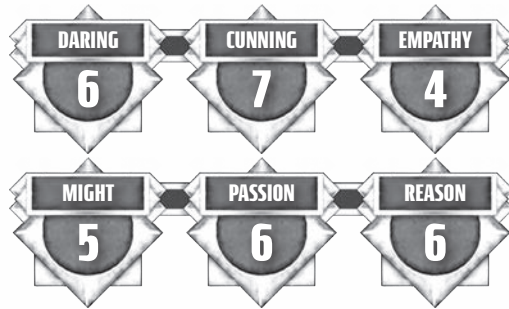 DARING CUNNING EMPATHY
6 7 4
MIGHT PASSION REASON
5 6 6